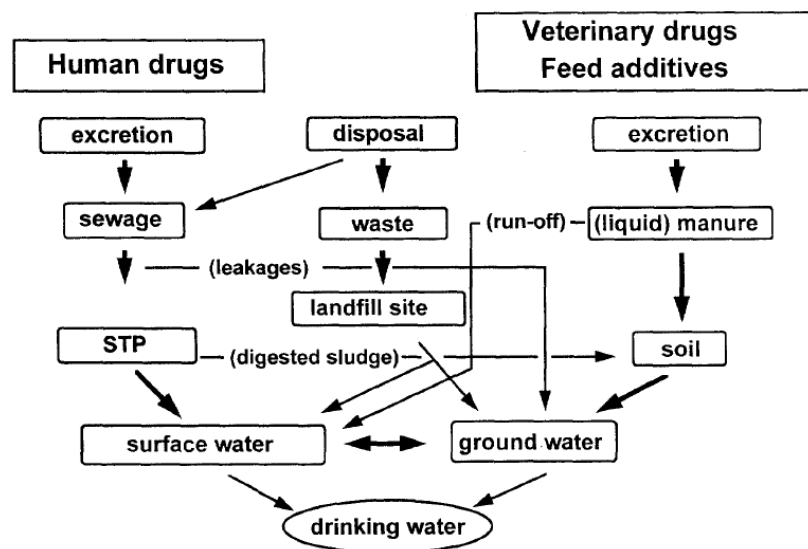 Human drugs
Veterinary drugs
Feed additives
excretion
disposal
excretion
sewage
waste
(run-off)
(liquid) manure
(leakages)
landfill site
STP
(digested sludge)
soil
surface water
ground water
drinking water